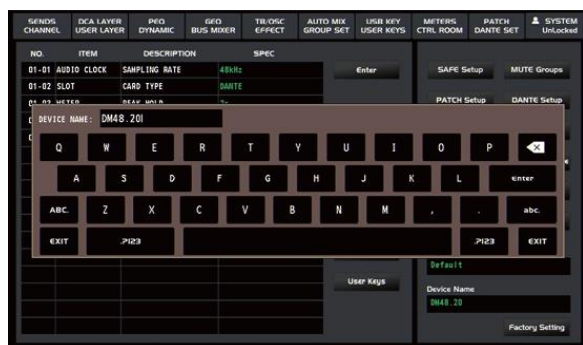 SENDS DCA LAYER PEQ GEQ TB/OSC AUTO MIX USB KEY METERS PATCH SYSTEM
CHANNEL USER LAYER DYNAMIC BUS MIXER EFFECT GROUP SET USER KEYS CTRL ROOM DANTE SET UnLocked
NO. ITEM DESCRIPTION SPEC
01-01 AUDIO CLOCK SAMPLING RATE 48kHz Enter SAFE Setup MUTE Groups
01-02 SLOT CARD TYPE DANTE
PATCH Setup DANTE Setup
DEVICE NAME: DM48.20I
Q W E R T Y U I O P
A S D F G H J K L Enter
ABC. Z X C V B N M , . abc.
EXIT .?123 .?123 EXIT
Default
User Keys Device Name
DM48.20
Factory Setting